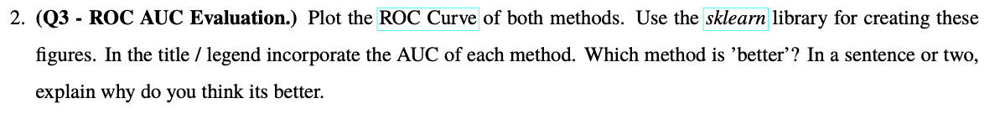 2. (Q3 - ROC AUC Evaluation.) Plot the ROC Curve of both methods. Use the sklearn library for creating these
figures. In the title / legend incorporate the AUC of each method. Which method is ’better’? In a sentence or two,
explain why do you think its better.